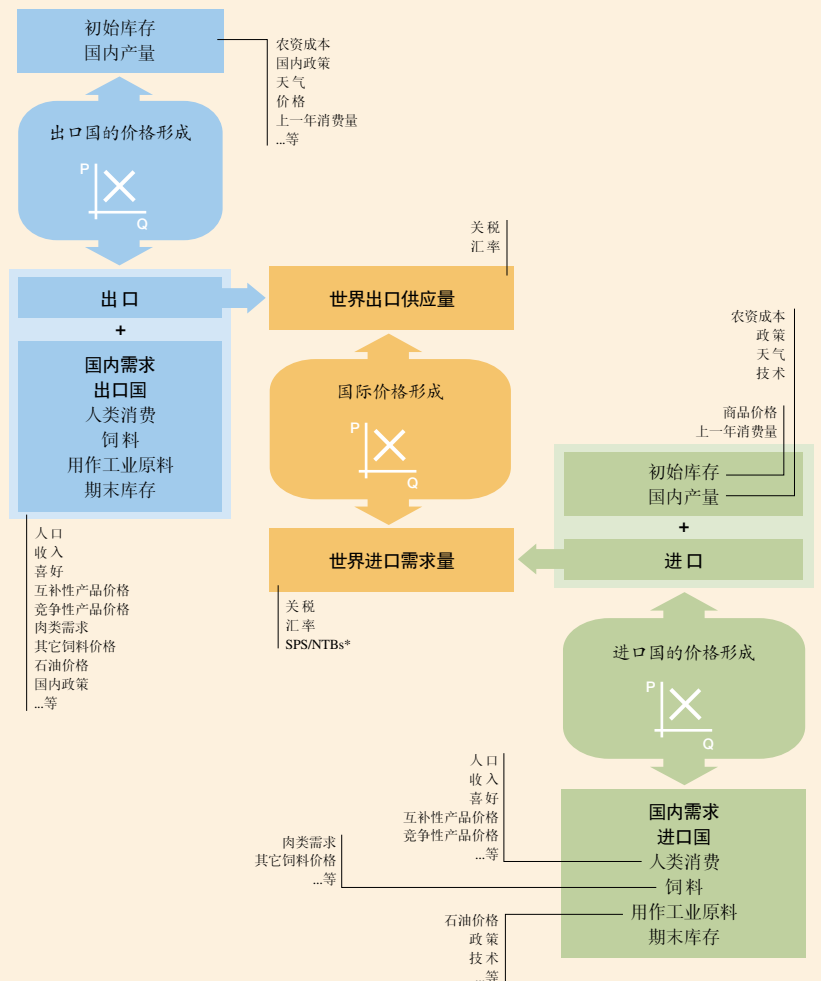 初始库存
国内产量
农资成本
国内政策
天气
价格
上一年消费量
...等
出口国的价格形成
P
Q
出口
+
国内需求
出口国
人类消费
饲料
用作工业原料
期末库存
人口
收入
喜好
互补性产品价格
竞争性产品价格
肉类需求
其它饲料价格
石油价格
国内政策
...等
关税
汇率
世界出口供应量
国际价格形成
P
Q
世界进口需求量
关税
汇率
SPS/NTBs*
农资成本
政策
天气
技术
商品价格
上一年消费量
初始库存
国内产量
+
进口
进口国的价格形成
P
Q
人口
收入
喜好
互补性产品价格
竞争性产品价格
...等
肉类需求
其它饲料价格
...等
石油价格
政策
技术
...等
国内需求
进口国
人类消费
饲料
用作工业原料
期末库存